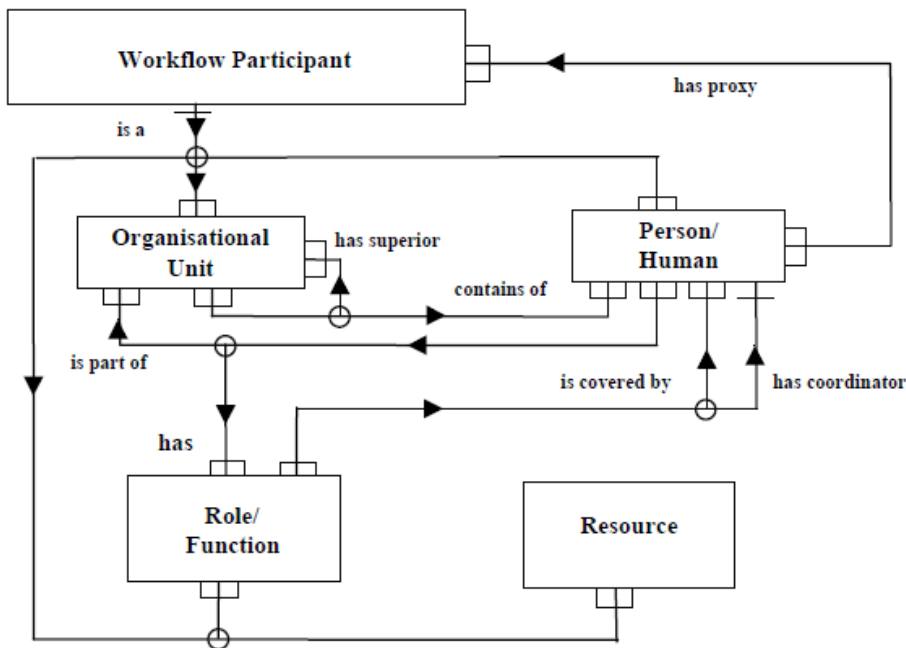 Workflow Participant
has proxy
is a
Organisational
Unit
has superior
Person/
Human
contains of
is part of
is covered by
has coordinator
has
Role/
Function
Resource